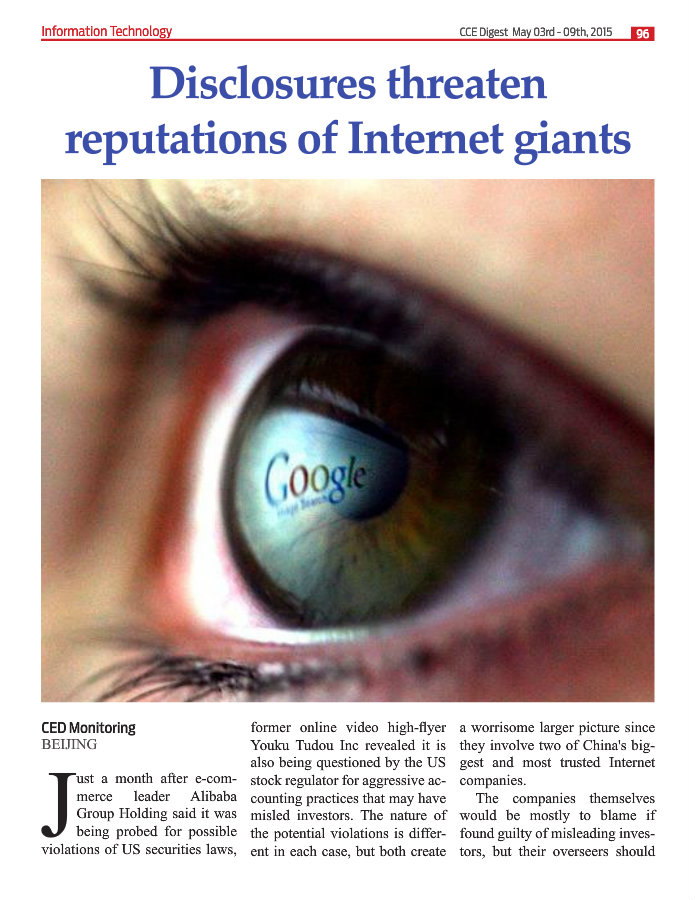 Information Technology
CCE Digest May 03rd - 09th, 2015 96
Disclosures threaten
reputations of Internet giants
Google
CED Monitoring
BEIJING
Just a month after e-com-
merce leader Alibaba
Group Holding said it was
being probed for possible
violations of US securities laws,
former online video high-flyer
Youku Tudou Inc revealed it is
also being questioned by the US
stock regulator for aggressive ac-
counting practices that may have
misled investors. The nature of
the potential violations is differ-
ent in each case, but both create
a worrisome larger picture since
they involve two of China's big-
gest and most trusted Internet
companies.
The companies themselves
would be mostly to blame if
found guilty of misleading inves-
tors, but their overseers should